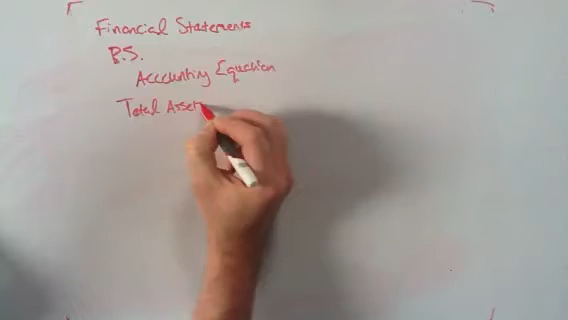 Financial Statements
B.S.
Accounting Equation
Total Asset